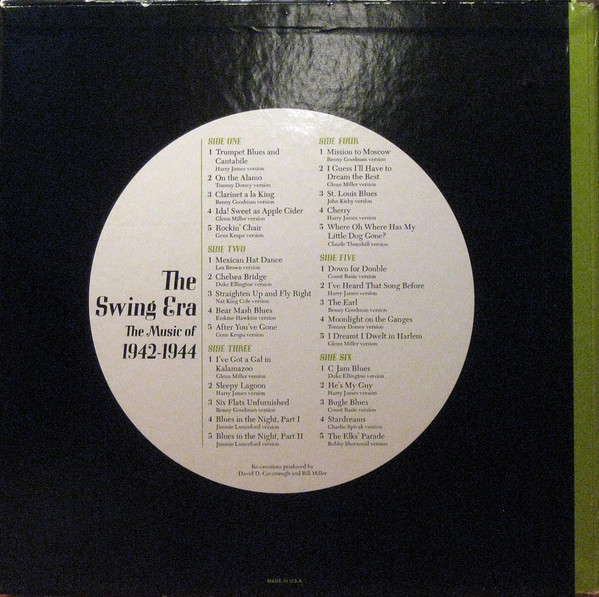 The
Swing Era
The Music of
1942-1944
SIDE ONE
1 Trumpet Blues and
Cantabile
Harry James version
2 On the Alamo
Tommy Dorsey version
3 Clarinet a la King
Benny Goodman version
4 Ida! Sweet as Apple Cider
Glenn Miller version
5 Rockin' Chair
Gene Krupa version
SIDE TWO
1 Mexican Hat Dance
Les Brown version
2 Chelsea Bridge
Duke Ellington version
3 Straighten Up and Fly Right
Nat King Cole version
4 Bear Mash Blues
Erskine Hawkins version
5 After You've Gone
Gene Krupa version
SIDE THREE
1 I've Got a Gal in
Kalamazoo
Glenn Miller version
2 Sleepy Lagoon
Harry James version
3 Six Flats Unfurnished
Benny Goodman version
4 Blues in the Night, Part I
Jimmie Lunceford version
5 Blues in the Night, Part II
Jimmie Lunceford version
SIDE FOUR
1 Mission to Moscow
Benny Goodman version
2 I Guess I'll Have to
Dream the Rest
Glenn Miller version
3 St. Louis Blues
John Kirby version
4 Cherry
Harry James version
5 Where Oh Where Has My
Little Dog Gone?
Claude Thornhill version
SIDE FIVE
1 Down for Double
Count Basie version
2 I've Heard That Song Before
Harry James version
3 The Earl
Benny Goodman version
4 Moonlight on the Ganges
Tommy Dorsey version
5 I Dreamt I Dwelt in Harlem
Glenn Miller version
SIDE SIX
1 C Jam Blues
Duke Ellington version
2 He's My Guy
Harry James version
3 Bugle Blues
Count Basie version
4 Stardreams
Charlie Spivak version
5 The Elks' Parade
Bobby Sherwood version
Re-creations produced by
David D. Cavanaugh and Bill Miller
MADE IN U.S.A.